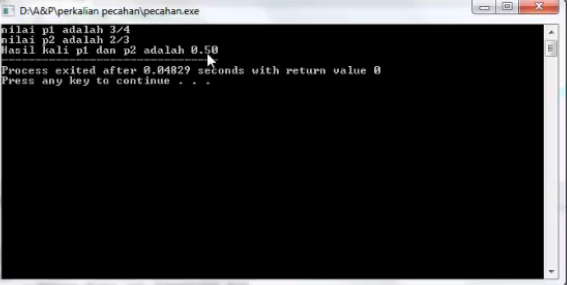 D:\A&P\perkalian pecahan\pecahan.exe
nilai p1 adalah 3/4
nilai p2 adalah 2/3
Hasil kali p1 dan p2 adalah 0.50
--------------------------------
Process exited after 0.04829 seconds with return value 0
Press any key to continue . . .